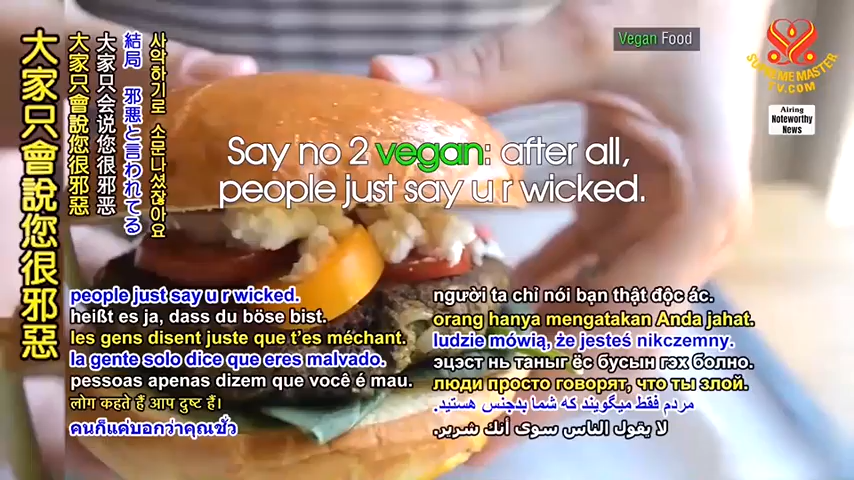 Vegan Food
SUPREME MASTER
TV.COM
Airing
Noteworthy
News
大家只會說您很邪惡
大家只會說您很邪惡
大家只会说您很邪恶
結局 邪悪と言われてる
사악하기로 소문나셨잖아요
Say no 2 vegan: after all,
people just say u r wicked.
people just say u r wicked.
heißt es ja, dass du böse bist.
les gens disent juste que t'es méchant.
la gente solo dice que eres malvado.
pessoas apenas dizem que você é mau.
लोग कहते हैं आप दुष्ट हैं।
คนก็แค่บอกว่าคุณชั่ว
người ta chỉ nói bạn thật độc ác.
orang hanya mengatakan Anda jahat.
ludzie mówią, że jesteś nikczemny.
эцэст нь таныг ёс бусын гэх болно.
люди просто говорят, что ты злой.
مردم فقط میگویند که شما بدجنس هستید.
لا يقول الناس سوى أنك شرير.